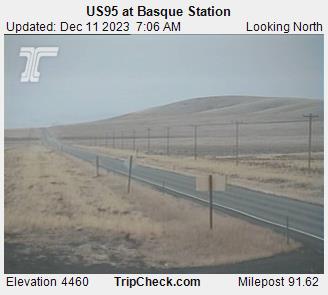 US95 at Basque Station
Updated: Dec 11 2023 7:06 AM Looking North
Elevation 4460 TripCheck.com Milepost 91.62